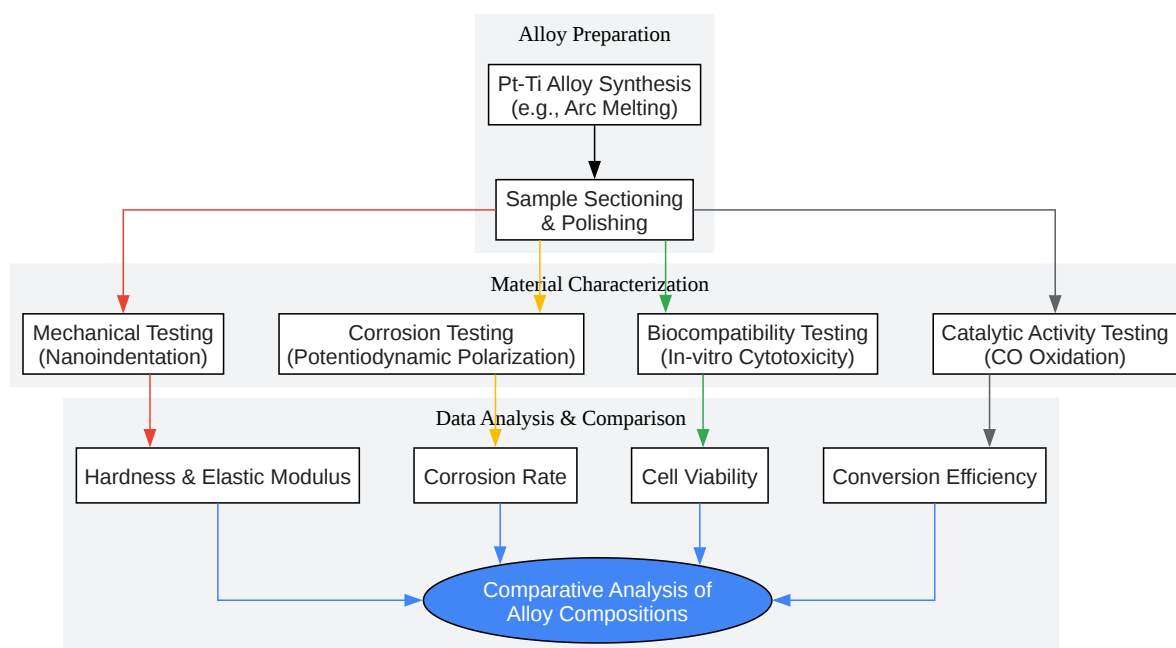 Alloy Preparation
Pt-Ti Alloy Synthesis
(e.g., Arc Melting)
Sample Sectioning
& Polishing
Material Characterization
Mechanical Testing
(Nanoindentation)
Corrosion Testing
(Potentiodynamic Polarization)
Biocompatibility Testing
(In-vitro Cytotoxicity)
Catalytic Activity Testing
(CO Oxidation)
Data Analysis & Comparison
Hardness & Elastic Modulus
Corrosion Rate
Cell Viability
Conversion Efficiency
Comparative Analysis of
Alloy Compositions